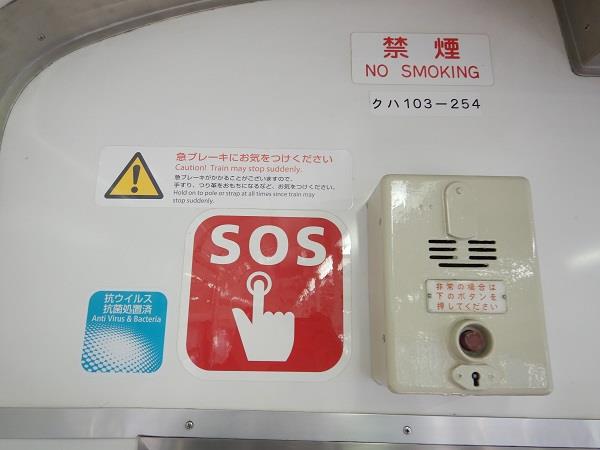 禁煙
NO SMOKING
クハ103-254
急ブレーキにお気をつけください
Caution! Train may stop suddenly.
急ブレーキがかかることがございますので、
手すり、つり革をおもちになるなど、お気をつけください。
Hold on to pole or strap at all times since train may
stop suddenly.
SOS
抗ウイルス
抗菌処置済
Anti Virus & Bacteria
非常の場合は
下のボタンを
押してください